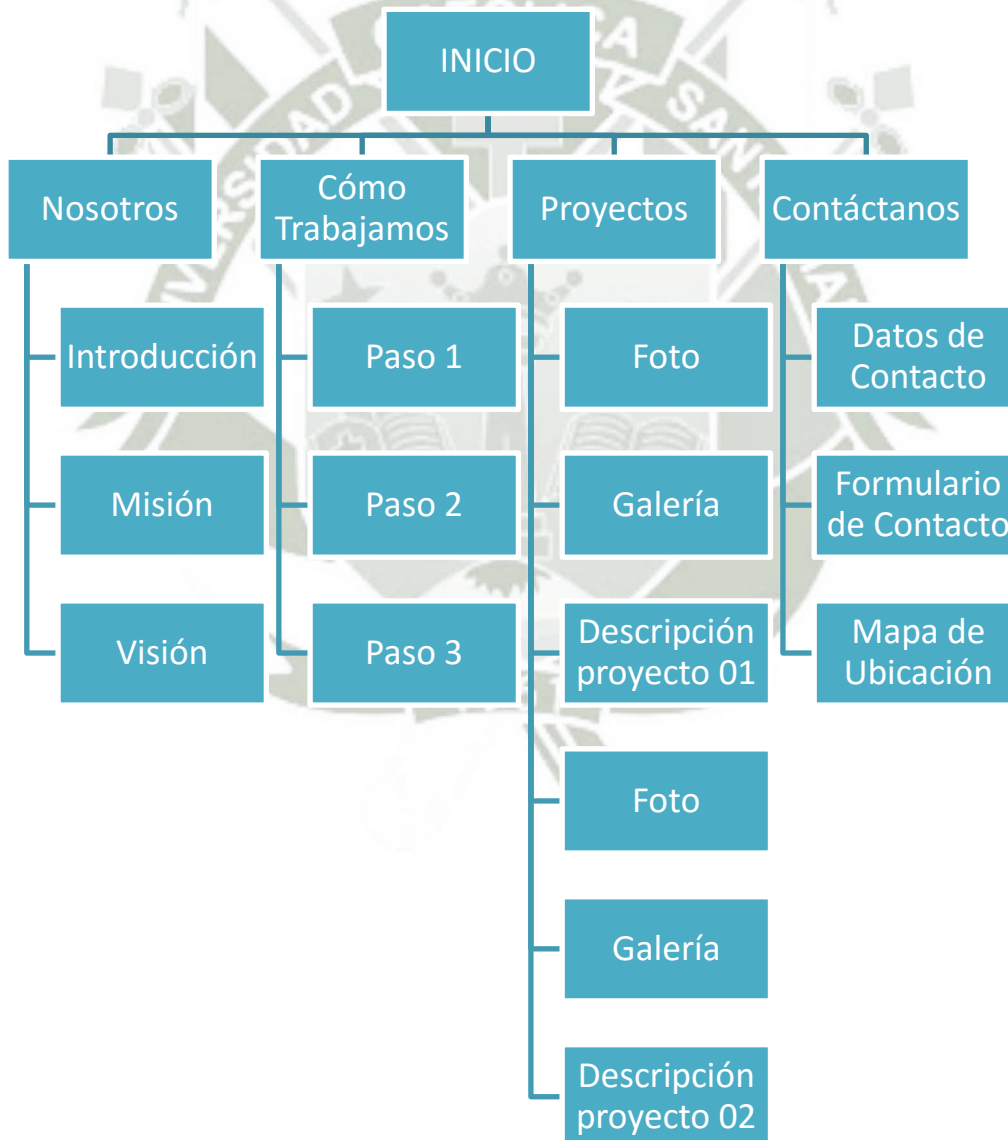 INICIO
Nosotros
Cómo
Trabajamos
Proyectos
Contáctanos
Introducción
Misión
Visión
Paso 1
Paso 2
Paso 3
Foto
Galería
Descripción
proyecto 01
Foto
Galería
Descripción
proyecto 02
Datos de
Contacto
Formulario
de Contacto
Mapa de
Ubicación